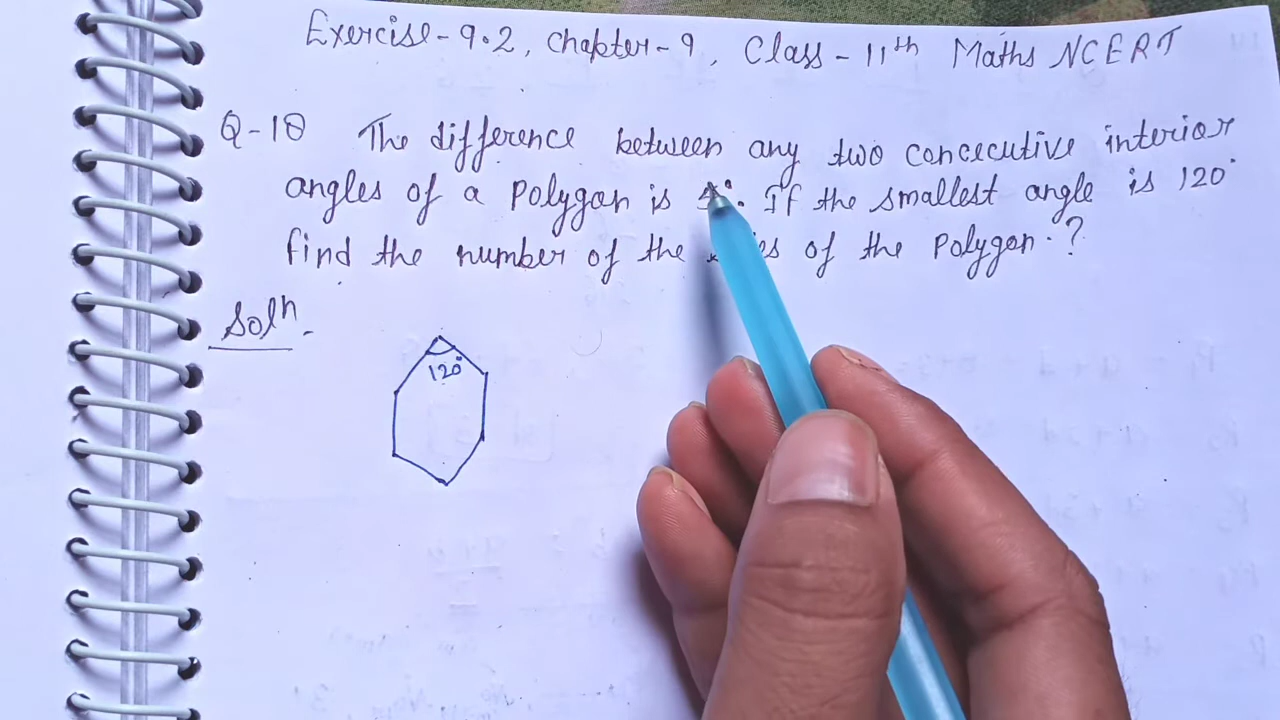 Exercise-9.2, Chapter-9, Class-11th Maths NCERT
Q-18 The difference between any two concecutive interior
angles of a Polygon is 5°. If the smallest angle is 120°
find the number of the of the Polygon.?
Solⁿ.
120°